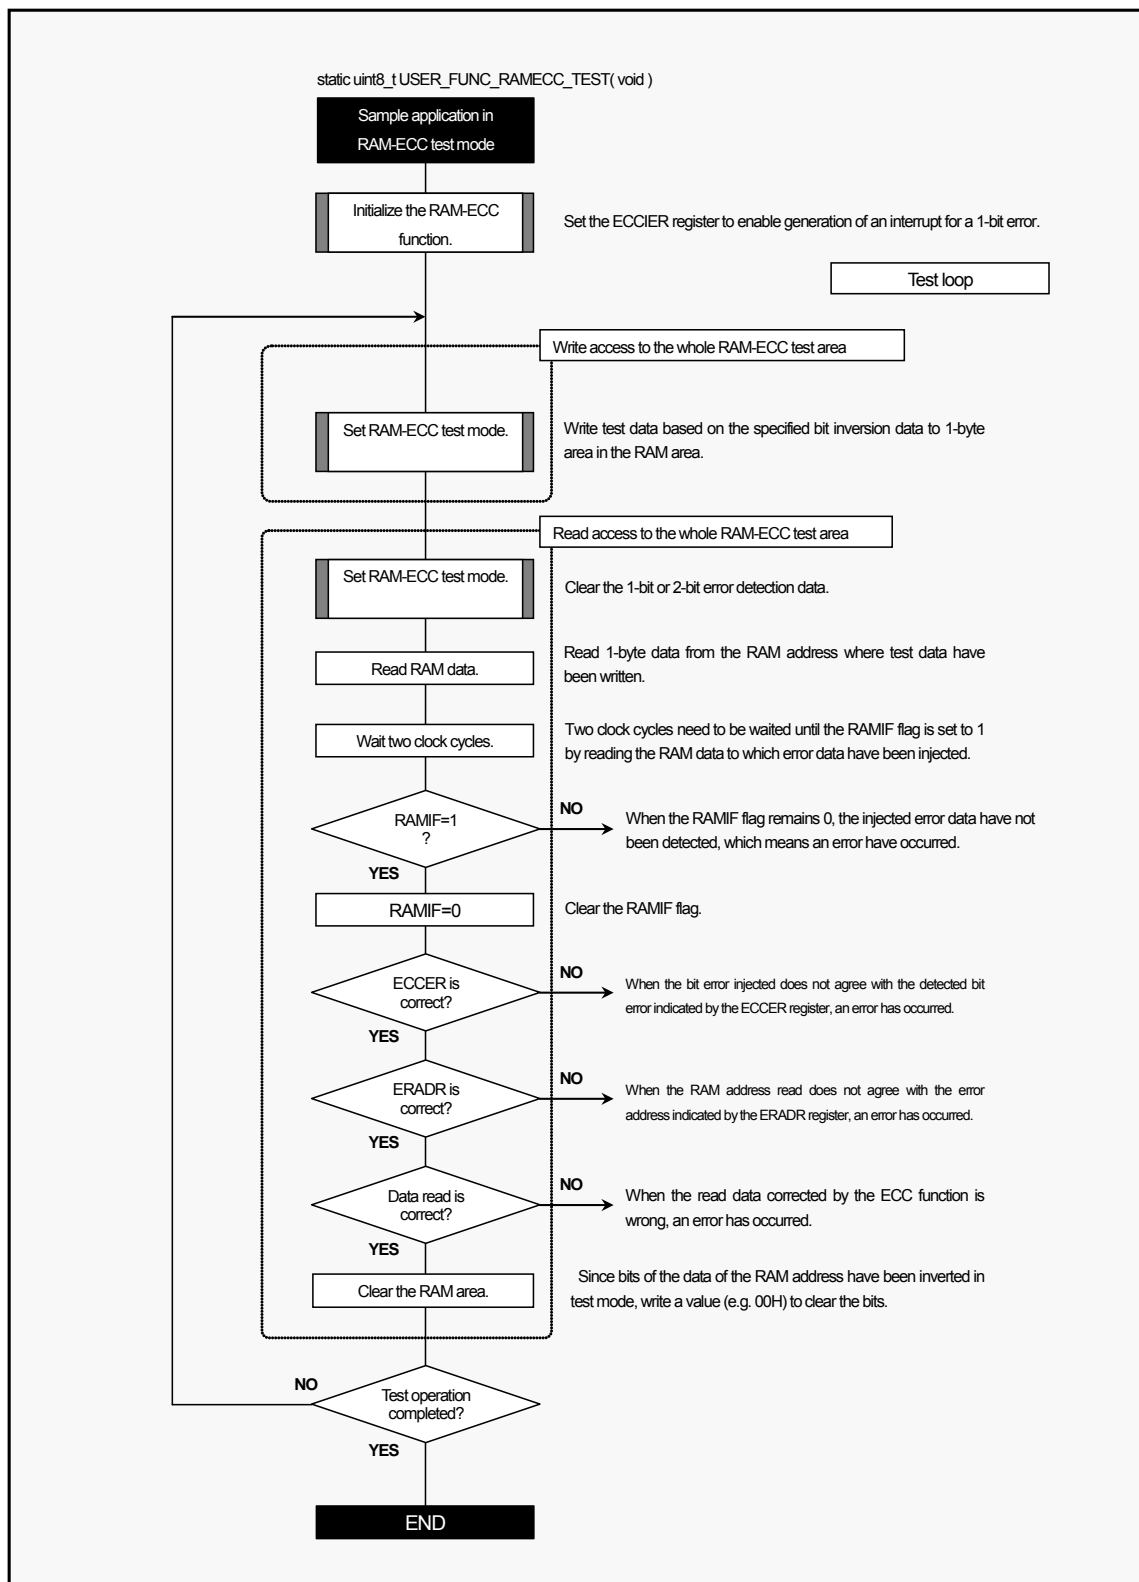 static uint8_t USER_FUNC_RAMECC_TEST( void )
Sample application in
RAM-ECC test mode
Initialize the RAM-ECC
function.
Set the ECCIER register to enable generation of an interrupt for a 1-bit error.
Test loop
Write access to the whole RAM-ECC test area
Set RAM-ECC test mode.
Write test data based on the specified bit inversion data to 1-byte
area in the RAM area.
Read access to the whole RAM-ECC test area
Set RAM-ECC test mode.
Clear the 1-bit or 2-bit error detection data.
Read RAM data.
Read 1-byte data from the RAM address where test data have
been written.
Wait two clock cycles.
Two clock cycles need to be waited until the RAMIF flag is set to 1
by reading the RAM data to which error data have been injected.
RAMIF=1
?
NO
When the RAMIF flag remains 0, the injected error data have not
been detected, which means an error have occurred.
YES
RAMIF=0
Clear the RAMIF flag.
ECCER is
correct?
NO
When the bit error injected does not agree with the detected bit
error indicated by the ECCER register, an error has occurred.
YES
ERADR is
correct?
NO
When the RAM address read does not agree with the error
address indicated by the ERADR register, an error has occurred.
YES
Data read is
correct?
NO
When the read data corrected by the ECC function is
wrong, an error has occurred.
YES
Clear the RAM area.
Since bits of the data of the RAM address have been inverted in
test mode, write a value (e.g. 00H) to clear the bits.
NO
Test operation
completed?
YES
END